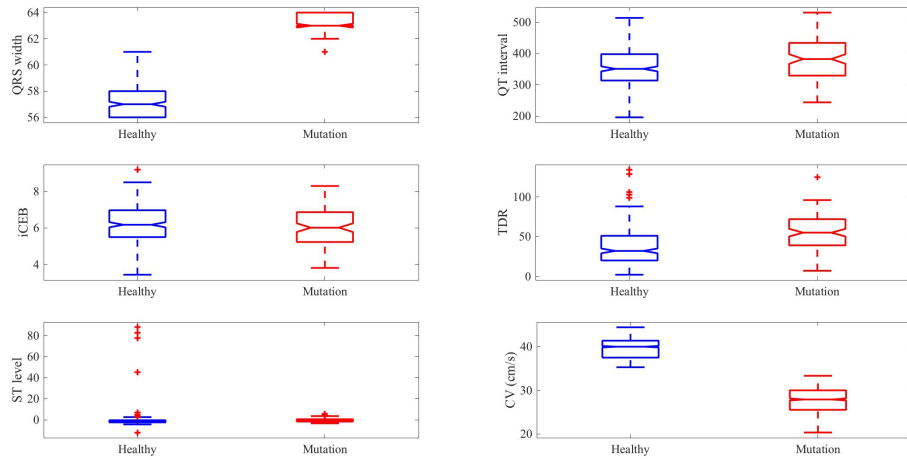 QRS width
64
62
60
58
56
Healthy
Mutation
QT interval
500
400
300
200
Healthy
Mutation
iCEB
8
6
4
Healthy
Mutation
TDR
100
50
0
Healthy
Mutation
ST level
80
60
40
20
0
Healthy
Mutation
CV (cm/s)
40
30
20
Healthy
Mutation